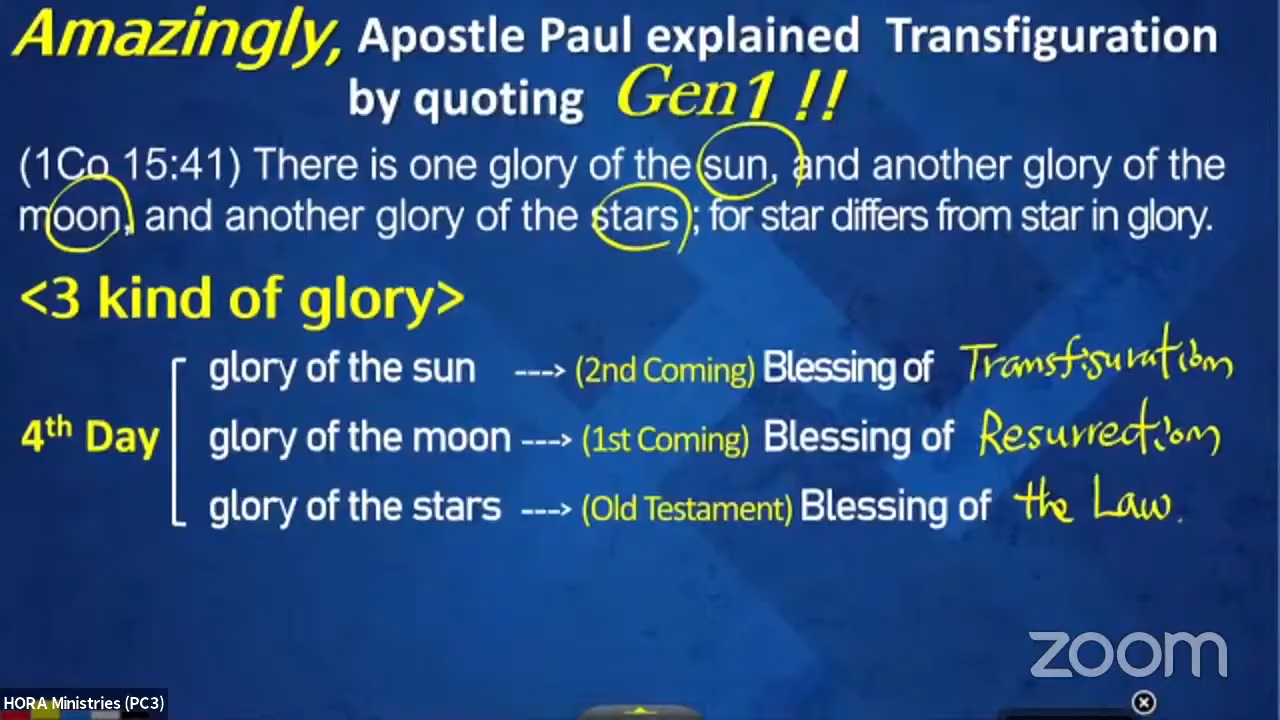 Amazingly, Apostle Paul explained Transfiguration
by quoting Gen1 !!
(1Co 15:41) There is one glory of the sun, and another glory of the
moon, and another glory of the stars ; for star differs from star in glory.
<3 kind of glory>
glory of the sun ---> (2nd Coming) Blessing of Transfiguration
4th Day glory of the moon ---> (1st Coming) Blessing of Resurrection
glory of the stars ---> (Old Testament) Blessing of the Law.
zoom
HORA Ministries (PC3)